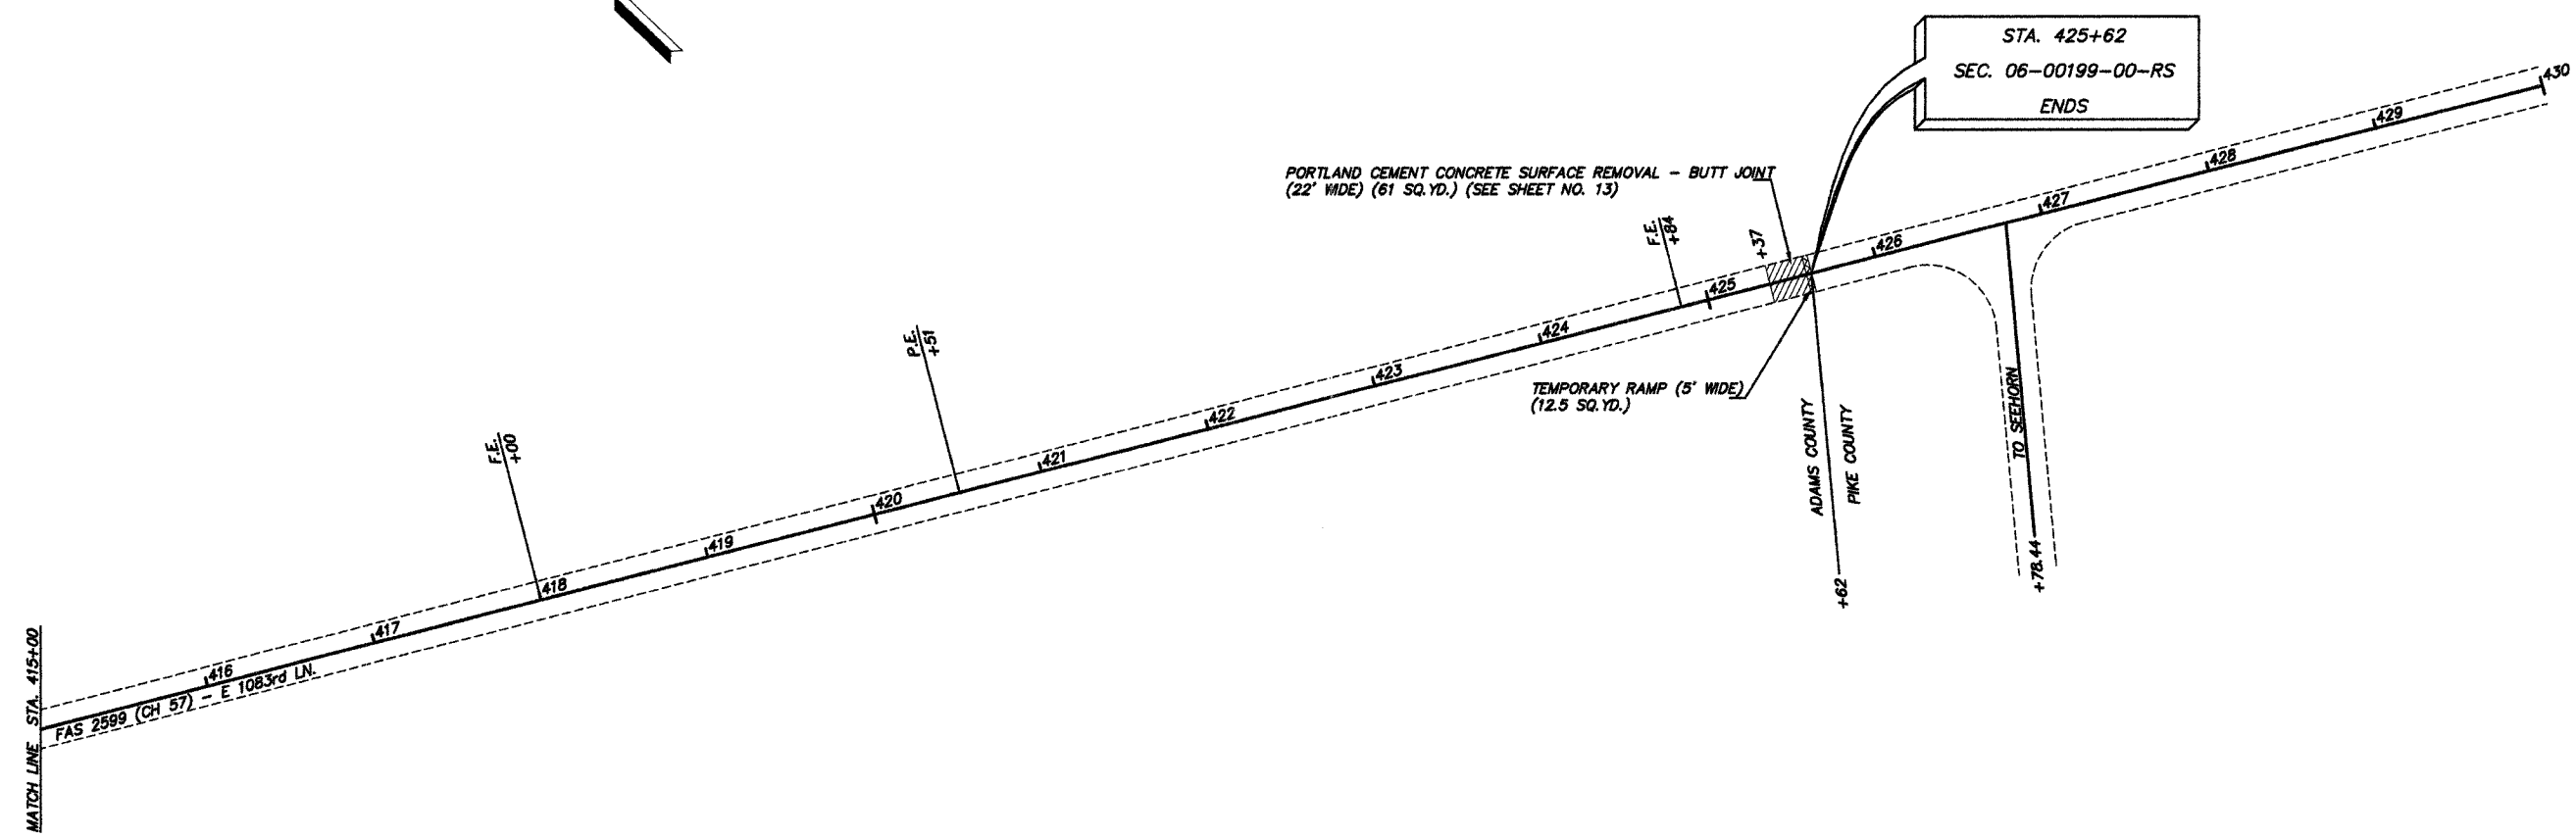 STA. 425+62
SEC. 06-00199-00-RS
ENDS
430
429
428
427
426
PORTLAND CEMENT CONCRETE SURFACE REMOVAL - BUTT JOINT
(22' WIDE) (61 SQ.YD.) (SEE SHEET NO. 13)
F.E.
+84
+37
425
424
423
422
421
420
419
418
417
416
P.E.
+51
F.E.
+00
TEMPORARY RAMP (5' WIDE)
(12.5 SQ.YD.)
ADAMS COUNTY
PIKE COUNTY
+62
TO SEEHORN
+78.44
FAS 2599 (CH 57) - E 1083rd LN.
MATCH LINE STA. 415+00